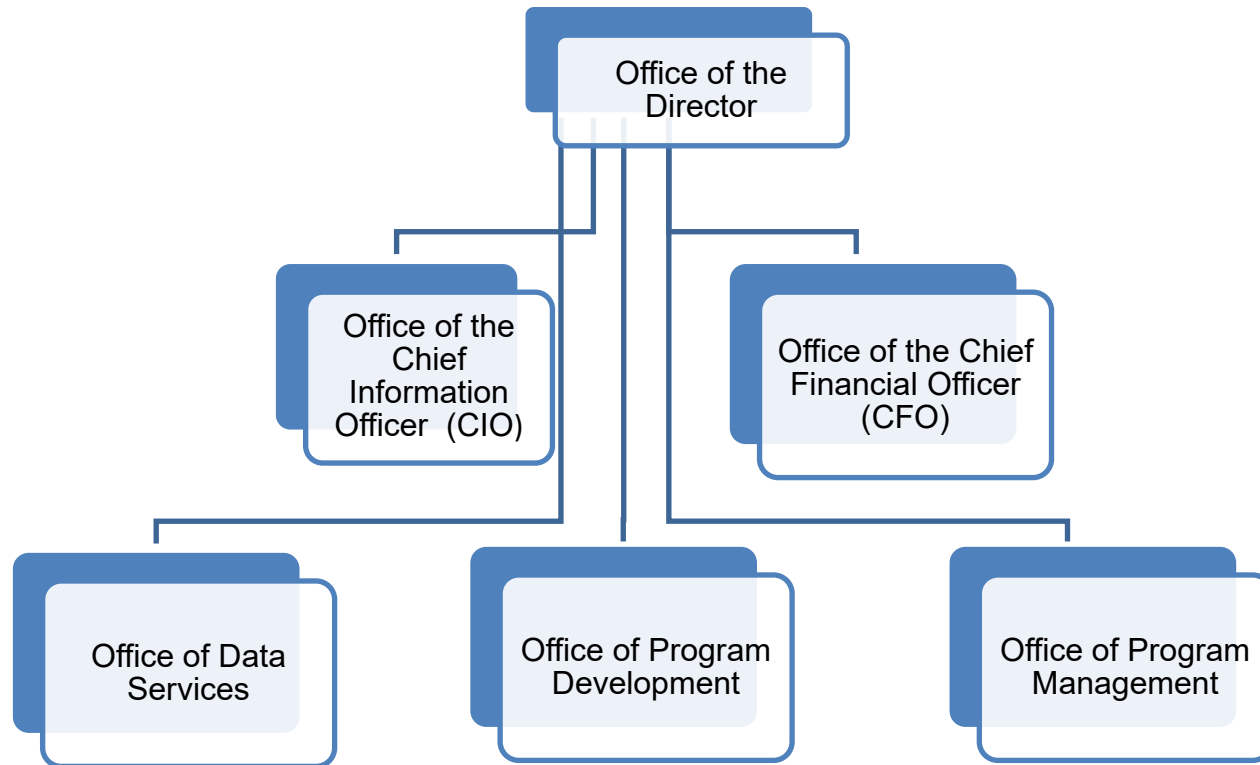 Office of the
Director
Office of the
Chief
Information
Officer  (CIO)
Office of the Chief
Financial Officer
(CFO)
Office of Data
Services
Office of Program
Development
Office of Program
Management